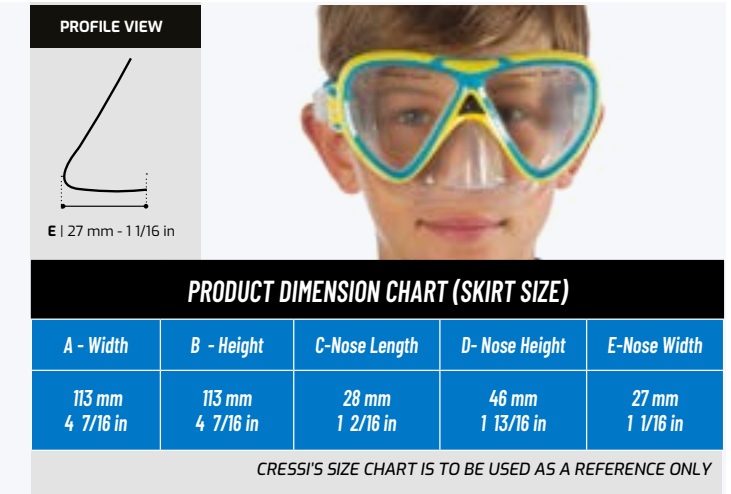 PROFILE VIEW
E | 27 mm - 1 1/16 in
PRODUCT DIMENSION CHART (SKIRT SIZE)
A - Width B - Height C-Nose Length D- Nose Height E-Nose Width
113 mm 113 mm 28 mm 46 mm 27 mm
4 7/16 in 4 7/16 in 1 2/16 in 1 13/16 in 1 1/16 in
CRESSI'S SIZE CHART IS TO BE USED AS A REFERENCE ONLY